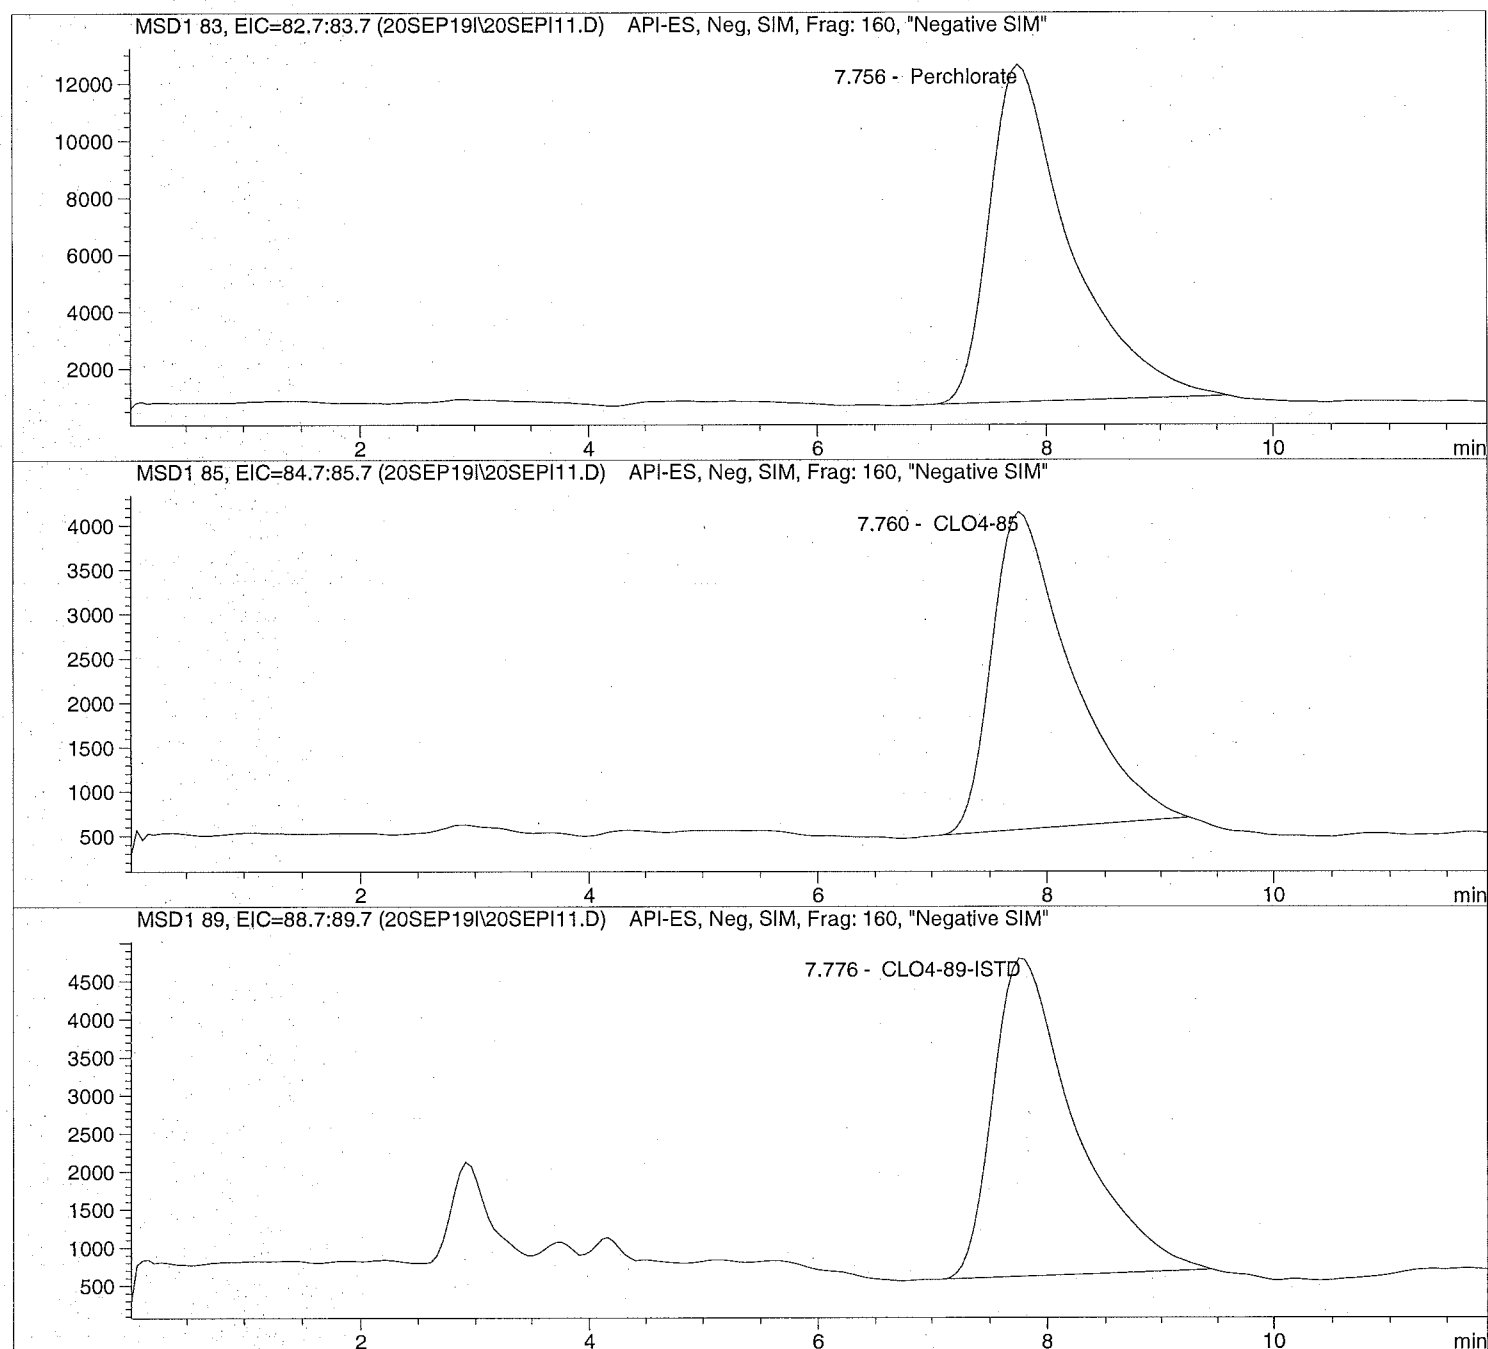 MSD1 83, EIC=82.7:83.7 (20SEP19I\20SEPI11.D) API-ES, Neg, SIM, Frag: 160, "Negative SIM"
7.756 - Perchlorate
12000
10000
8000
6000
4000
2000
2 4 6 8 10 min
MSD1 85, EIC=84.7:85.7 (20SEP19I\20SEPI11.D) API-ES, Neg, SIM, Frag: 160, "Negative SIM"
7.760 - CLO4-85
4000
3500
3000
2500
2000
1500
1000
500
2 4 6 8 10 min
MSD1 89, EIC=88.7:89.7 (20SEP19I\20SEPI11.D) API-ES, Neg, SIM, Frag: 160, "Negative SIM"
7.776 - CLO4-89-ISTD
4500
4000
3500
3000
2500
2000
1500
1000
500
2 4 6 8 10 min